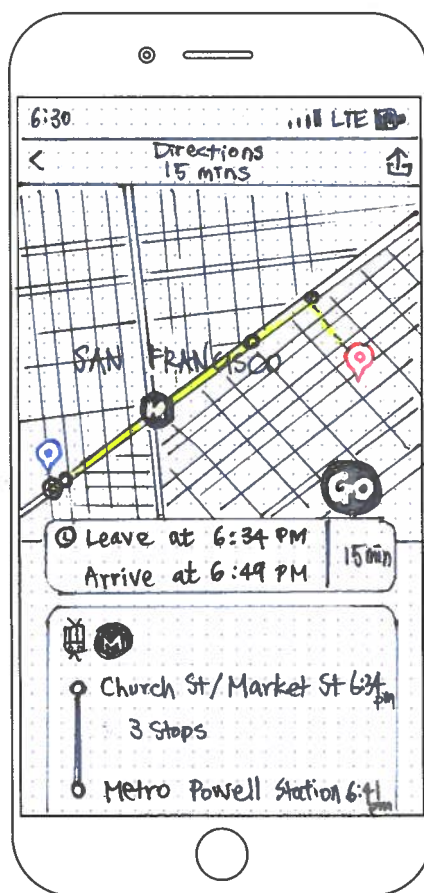 6:30 LTE
Directions
15 mins
SAN FRANCISCO
M
GO
Leave at 6:34 PM
Arrive at 6:49 PM
15 min
M
Church St/Market St 6:34 pm
3 Stops
Metro Powell Station 6:41 pm